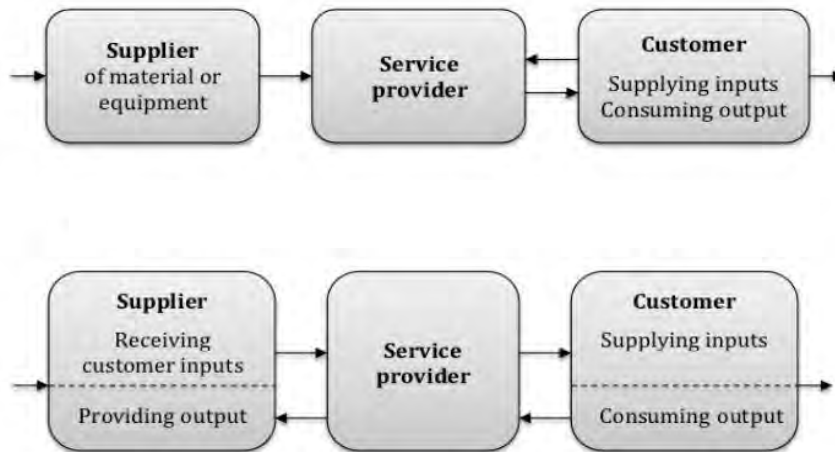 Supplier
of material or
equipment
Service
provider
Customer
Supplying inputs
Consuming output
Supplier
Receiving
customer inputs
Providing output
Service
provider
Customer
Supplying inputs
Consuming output